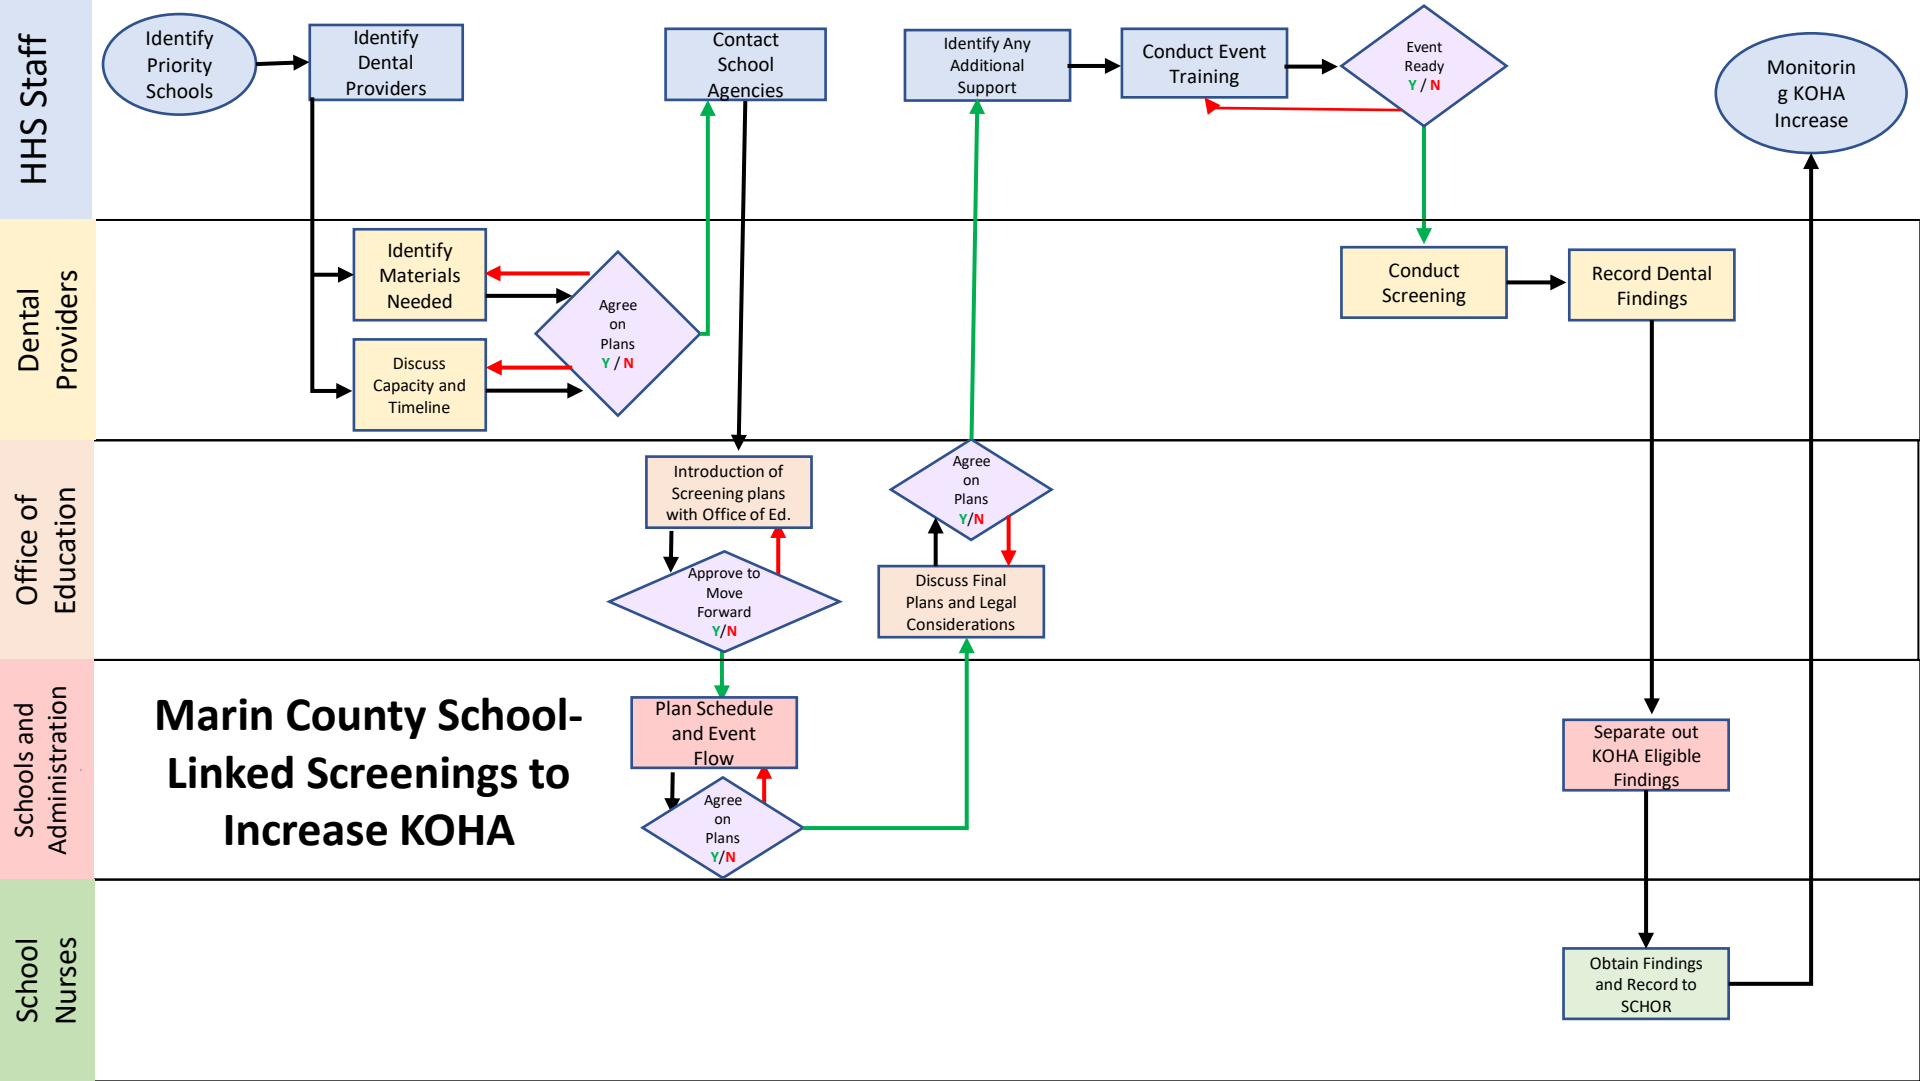 HHS Staff
Identify
Priority
Schools
Identify
Dental
Providers
Contact
School
Agencies
Identify Any
Additional
Support
Conduct Event
Training
Event
Ready
Y / N
Monitorin
g KOHA
Increase
Dental
Providers
Identify
Materials
Needed
Discuss
Capacity and
Timeline
Agree
on
Plans
Y / N
Conduct
Screening
Record Dental
Findings
Office of
Education
Introduction of
Screening plans
with Office of Ed.
Approve to
Move
Forward
Y/N
Agree
on
Plans
Y/N
Discuss Final
Plans and Legal
Considerations
Schools and
Administration
Marin County School-
Linked Screenings to
Increase KOHA
Plan Schedule
and Event
Flow
Agree
on
Plans
Y/N
Separate out
KOHA Eligible
Findings
School
Nurses
Obtain Findings
and Record to
SCHOR